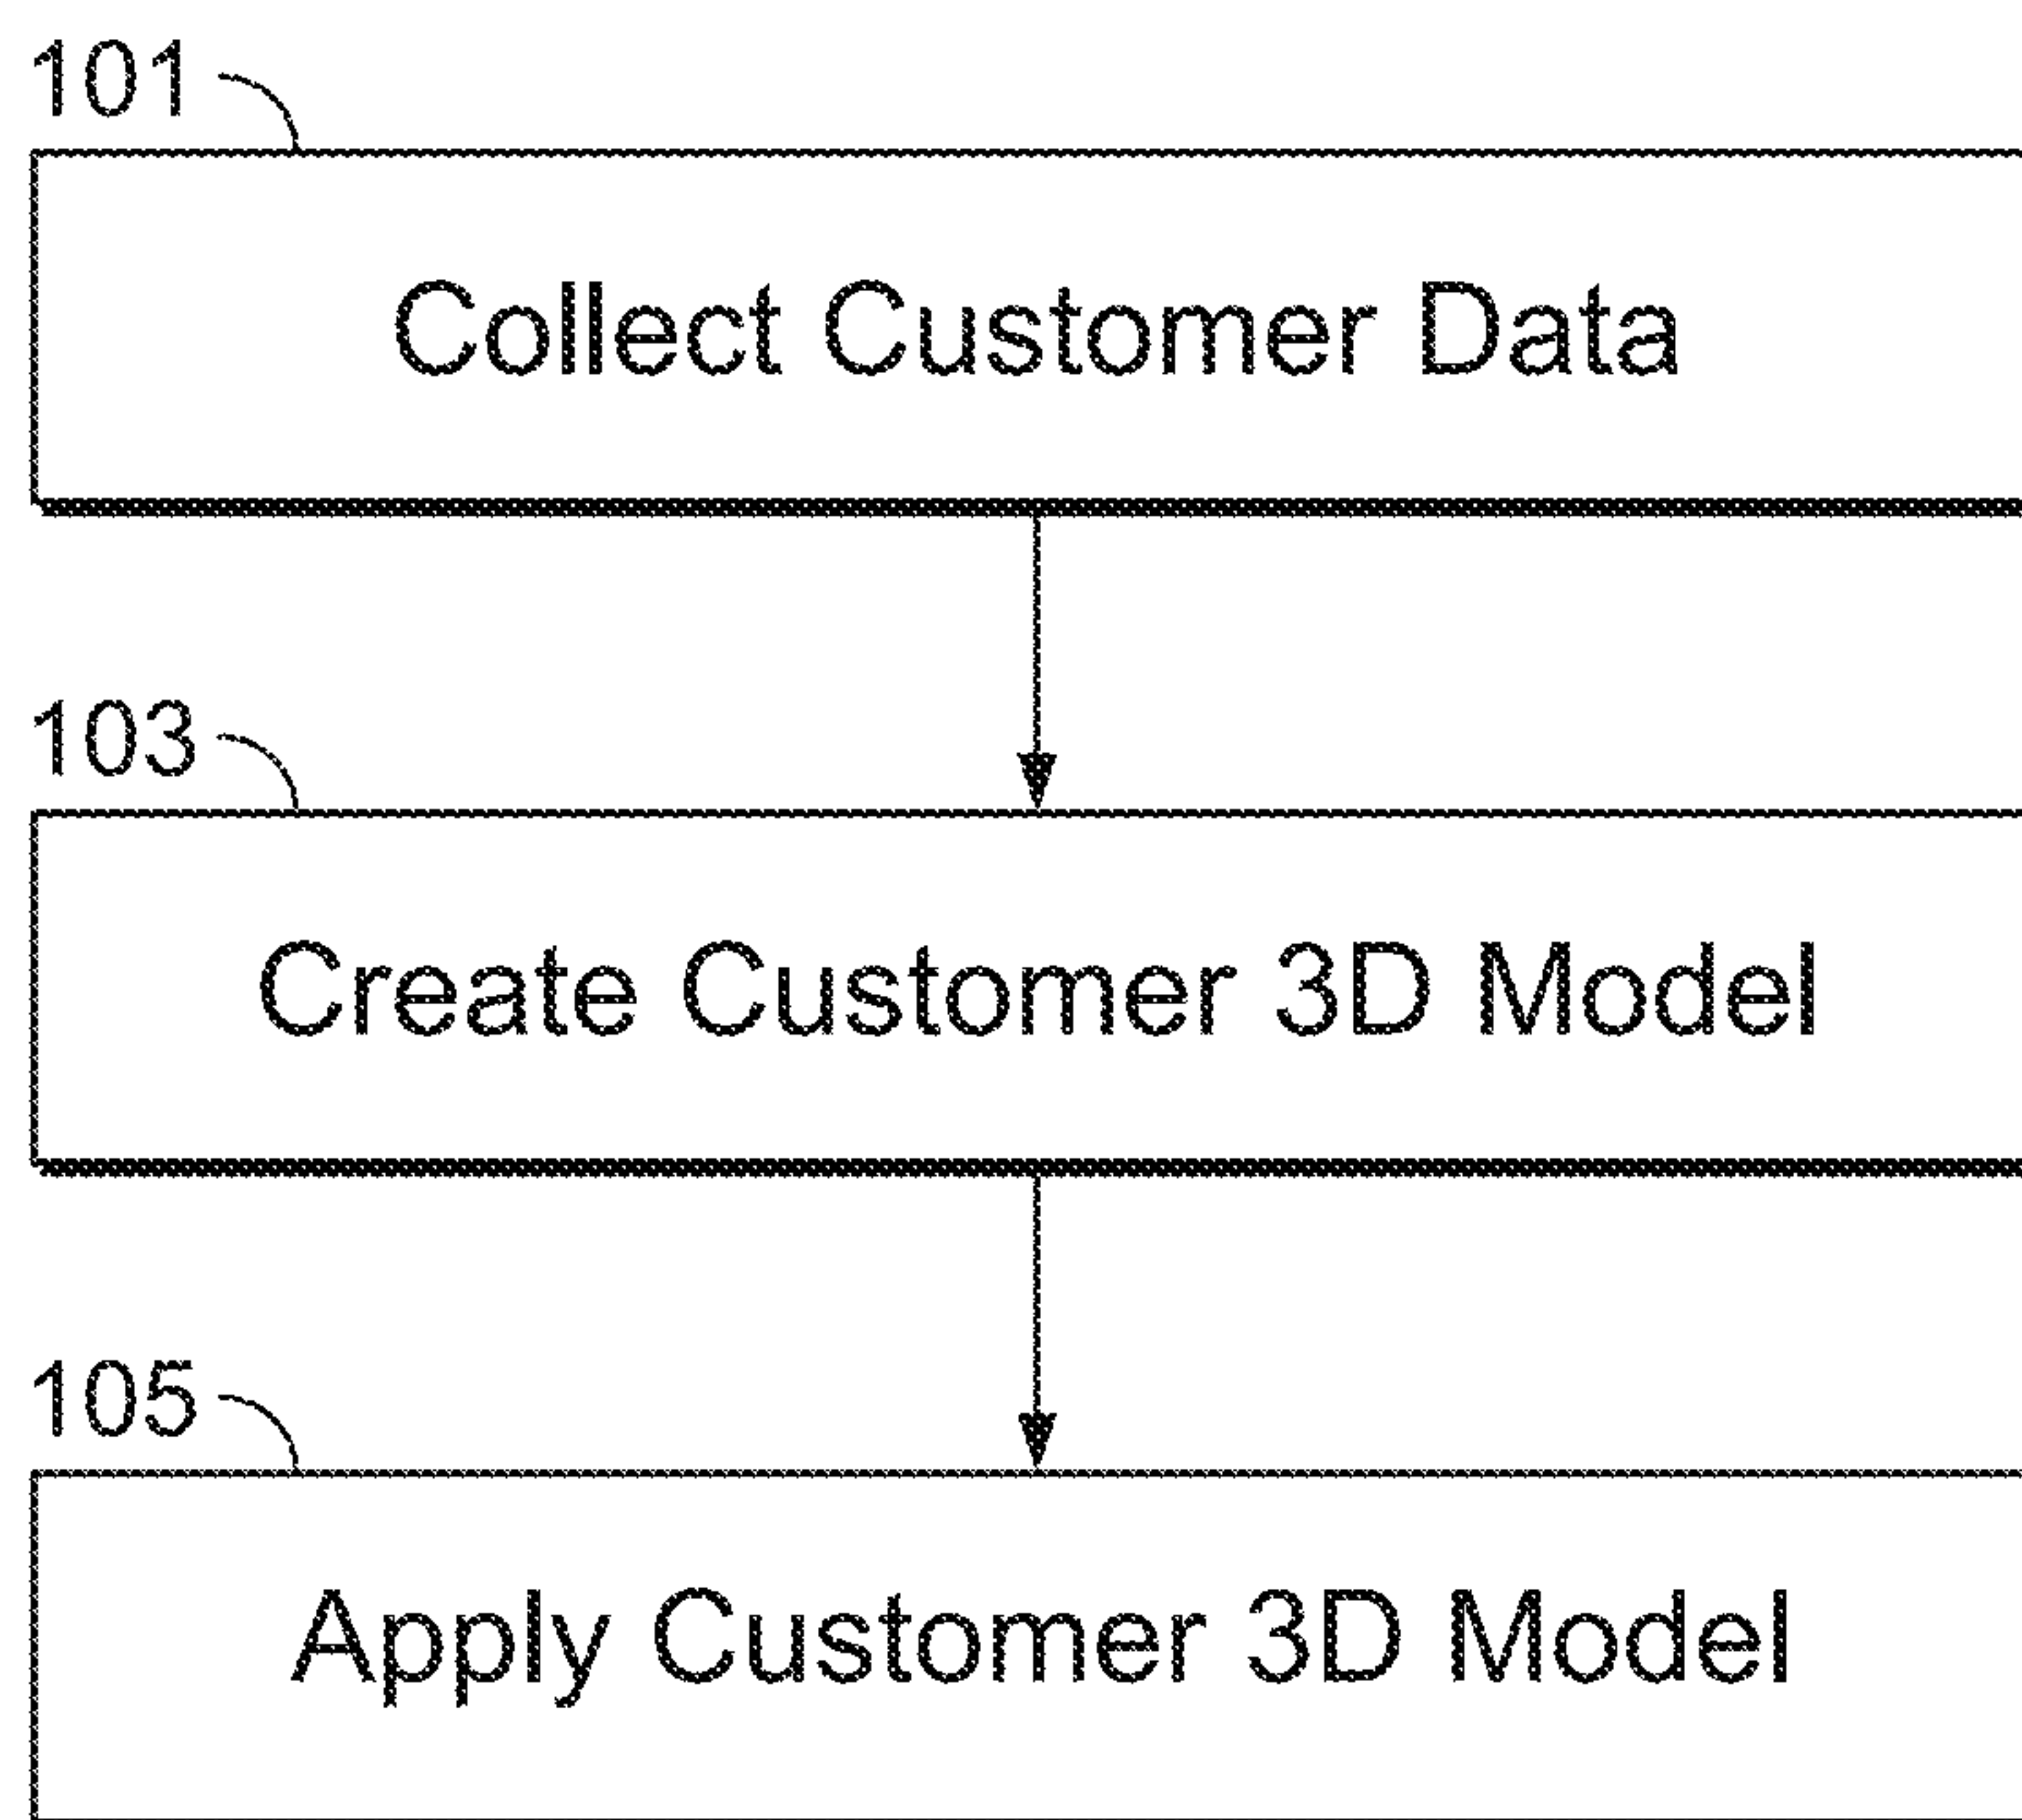 101
Collect Customer Data
103
Create Customer 3D Model
105
Apply Customer 3D Model